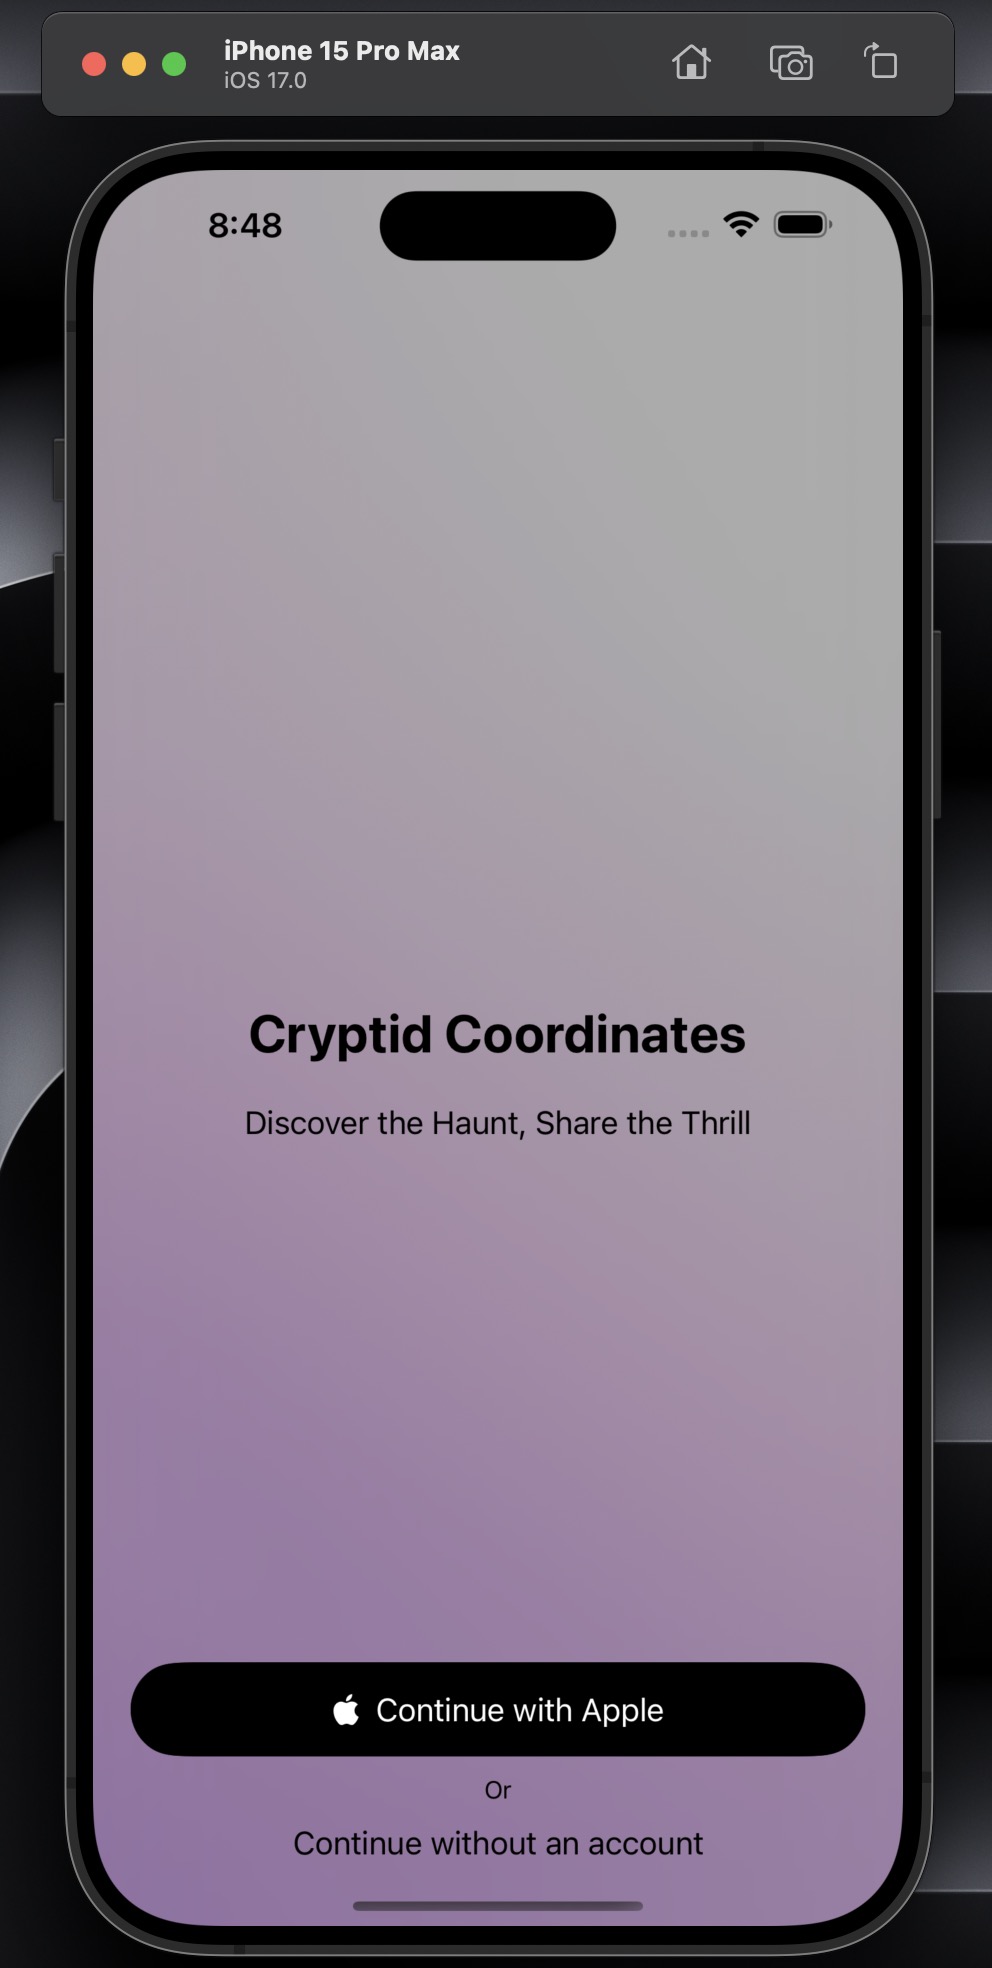 iPhone 15 Pro Max
iOS 17.0
8:48
Cryptid Coordinates
Discover the Haunt, Share the Thrill
Continue with Apple
Or
Continue without an account